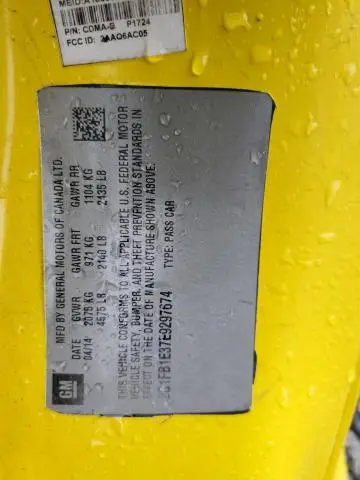 MEID:
P/N: CDMA-G P1724
FCC ID: 2AAQ6AC05
MFD BY GENERAL MOTORS OF CANADA LTD.
DATE GVWR GAWR FRT GAWR RR
04/14 2075 KG 971 KG 1104 KG
4575 LB 2140 LB 2435 LB
THIS VEHICLE CONFORMS TO ALL APPLICABLE U.S. FEDERAL MOTOR
VEHICLE SAFETY, BUMPER, AND THEFT PREVENTION STANDARDS IN
EFFECT ON THE DATE OF MANUFACTURE SHOWN ABOVE.
TYPE: PASS CAR
2G1FB1E37E9297674
GM